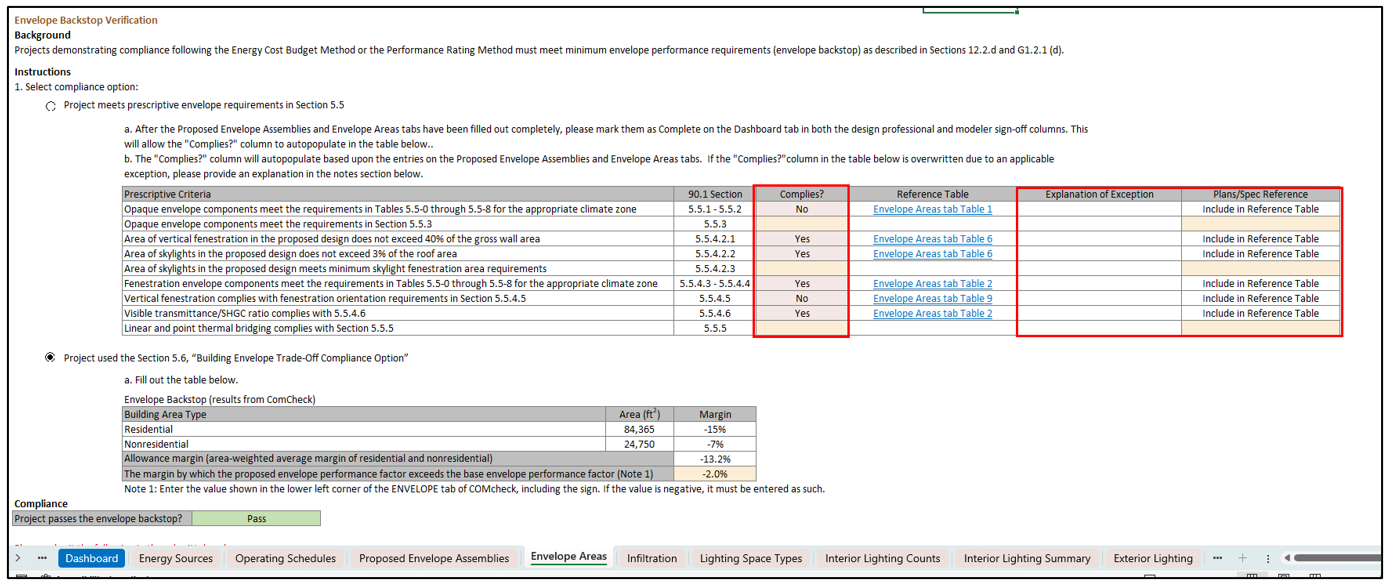 Envelope Backstop Verification
Background
Projects demonstrating compliance following the Energy Cost Budget Method or the Performance Rating Method must meet minimum envelope performance requirements (envelope backstop) as described in Sections 12.2.d and G1.2.1 (d).
Instructions
1. Select compliance option:
Project meets prescriptive envelope requirements in Section 5.5
a. After the Proposed Envelope Assemblies and Envelope Areas tabs have been filled out completely, please mark them as Complete on the Dashboard tab in both the design professional and modeler sign-off columns. This
will allow the "Complies?" column to autopopulate in the table below..
b. The "Complies?" column will autopopulate based upon the entries on the Proposed Envelope Assemblies and Envelope Areas tabs. If the "Complies?"column in the table below is overwritten due to an applicable
exception, please provide an explanation in the notes section below.
Prescriptive Criteria 90.1 Section Complies? Reference Table Explanation of Exception Plans/Spec Reference
Opaque envelope components meet the requirements in Tables 5.5-0 through 5.5-8 for the appropriate climate zone 5.5.1 - 5.5.2 No Envelope Areas tab Table 1 Include in Reference Table
Opaque envelope components meet the requirements in Section 5.5.3 5.5.3
Area of vertical fenestration in the proposed design does not exceed 40% of the gross wall area 5.5.4.2.1 Yes Envelope Areas tab Table 6 Include in Reference Table
Area of skylights in the proposed design does not exceed 3% of the roof area 5.5.4.2.2 Yes Envelope Areas tab Table 6 Include in Reference Table
Area of skylights in the proposed design meets minimum skylight fenestration area requirements 5.5.4.2.3
Fenestration envelope components meet the requirements in Tables 5.5-0 through 5.5-8 for the appropriate climate zone 5.5.4.3 - 5.5.4.4 Yes Envelope Areas tab Table 2 Include in Reference Table
Vertical fenestration complies with fenestration orientation requirements in Section 5.5.4.5 5.5.4.5 No Envelope Areas tab Table 9 Include in Reference Table
Visible transmittance/SHGC ratio complies with 5.5.4.6 5.5.4.6 Yes Envelope Areas tab Table 2 Include in Reference Table
Linear and point thermal bridging complies with Section 5.5.5 5.5.5
Project used the Section 5.6, “Building Envelope Trade-Off Compliance Option”
a. Fill out the table below.
Envelope Backstop (results from ComCheck)
Building Area Type Area (ft²) Margin
Residential 84,365 -15%
Nonresidential 24,750 -7%
Allowance margin (area-weighted average margin of residential and nonresidential) -13.2%
The margin by which the proposed envelope performance factor exceeds the base envelope performance factor (Note 1) -2.0%
Note 1: Enter the value shown in the lower left corner of the ENVELOPE tab of COMcheck, including the sign. If the value is negative, it must be entered as such.
Compliance
Project passes the envelope backstop? Pass
Dashboard Energy Sources Operating Schedules Proposed Envelope Assemblies Envelope Areas Infiltration Lighting Space Types Interior Lighting Counts Interior Lighting Summary Exterior Lighting